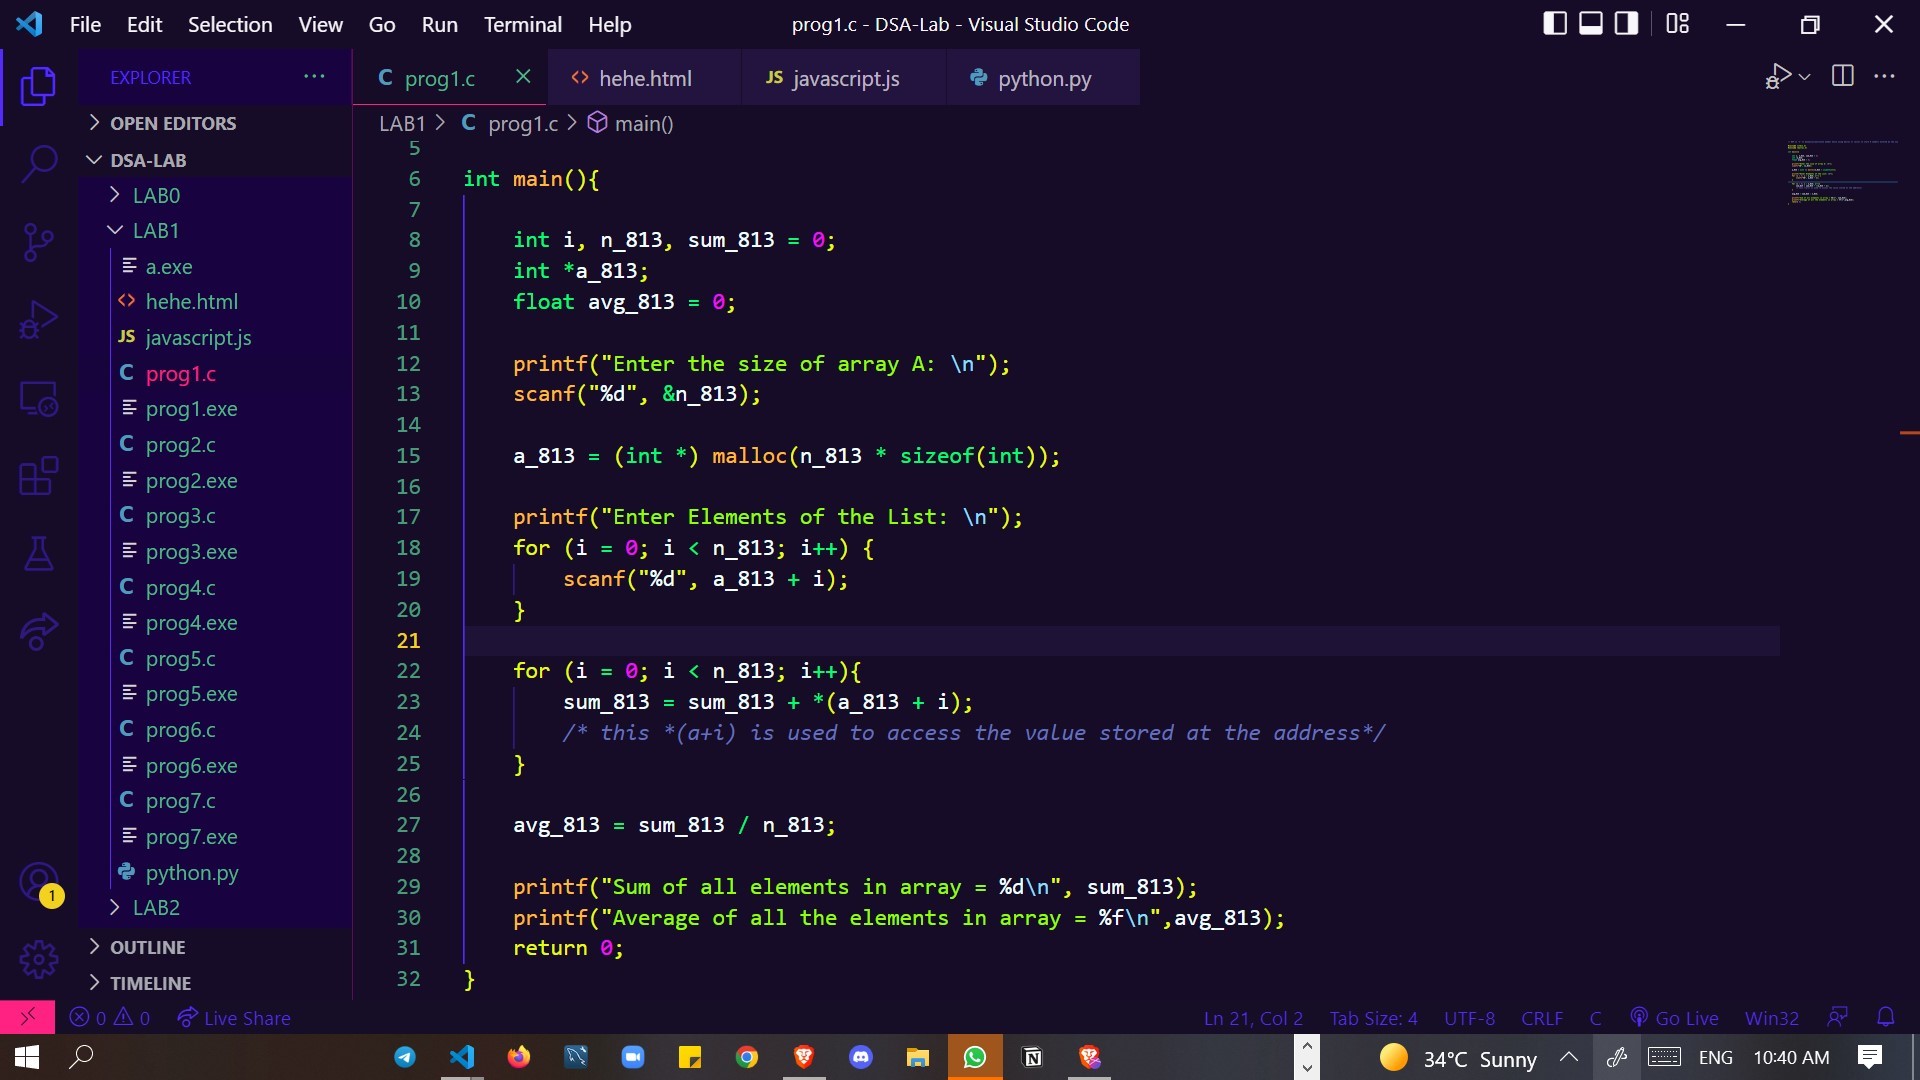 File Edit Selection View Go Run Terminal Help
prog1.c - DSA-Lab - Visual Studio Code
EXPLORER
OPEN EDITORS
DSA-LAB
LAB0
LAB1
a.exe
hehe.html
JS javascript.js
C prog1.c
prog1.exe
C prog2.c
prog2.exe
C prog3.c
prog3.exe
C prog4.c
prog4.exe
C prog5.c
prog5.exe
C prog6.c
prog6.exe
C prog7.c
prog7.exe
python.py
LAB2
OUTLINE
TIMELINE
1
C prog1.c
<> hehe.html
JS javascript.js
python.py
LAB1 > C prog1.c > main()
5
6 int main(){
7
8 int i, n_813, sum_813 = 0;
9 int *a_813;
10 float avg_813 = 0;
11
12 printf("Enter the size of array A: \n");
13 scanf("%d", &n_813);
14
15 a_813 = (int *) malloc(n_813 * sizeof(int));
16
17 printf("Enter Elements of the List: \n");
18 for (i = 0; i < n_813; i++) {
19 scanf("%d", a_813 + i);
20 }
21
22 for (i = 0; i < n_813; i++){
23 sum_813 = sum_813 + *(a_813 + i);
24 /* this *(a+i) is used to access the value stored at the address*/
25 }
26
27 avg_813 = sum_813 / n_813;
28
29 printf("Sum of all elements in array = %d\n", sum_813);
30 printf("Average of all the elements in array = %f\n",avg_813);
31 return 0;
32 }
0 0 Live Share
Ln 21, Col 2 Tab Size: 4 UTF-8 CRLF C Go Live Win32
34°C Sunny ENG 10:40 AM